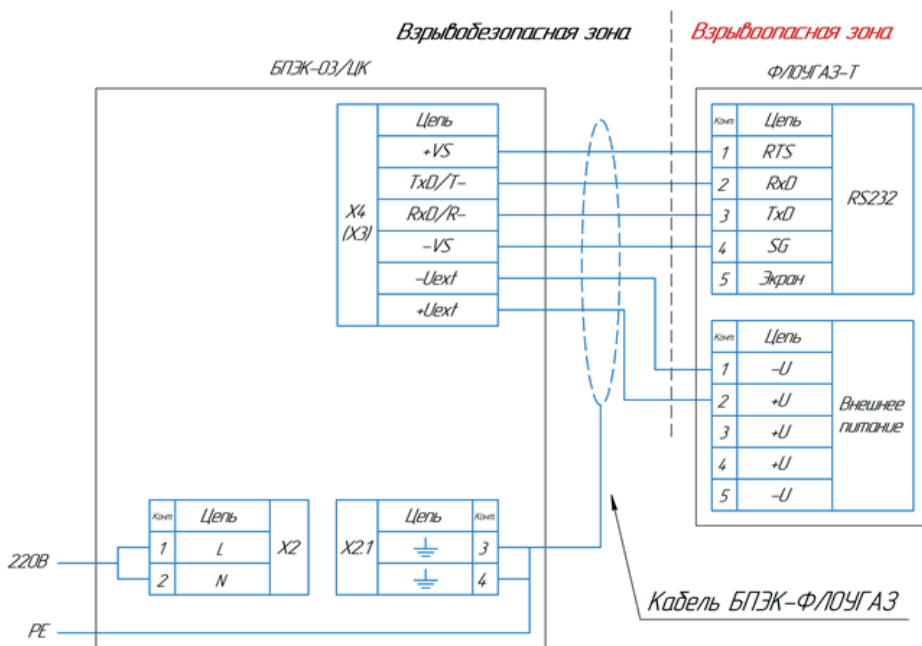 Взрывобезопасная зона
Взрывоопасная зона
БПЭК-03/ЦК
ФЛОУГАЗ-Т
X4
(X3)
Цепь
+VS
TxD/T-
RxD/R-
-VS
-Uext
+Uext
Конт. Цепь
1 RTS
2 RxD
3 TxD
4 SG
5 Экран
RS232
Конт. Цепь
1 -U
2 +U
3 +U
4 +U
5 -U
Внешнее
питание
Конт. Цепь
1 L
2 N
X2
X2.1
Цепь Конт.
3
4
220В
PE
Кабель БПЭК-ФЛОУГАЗ